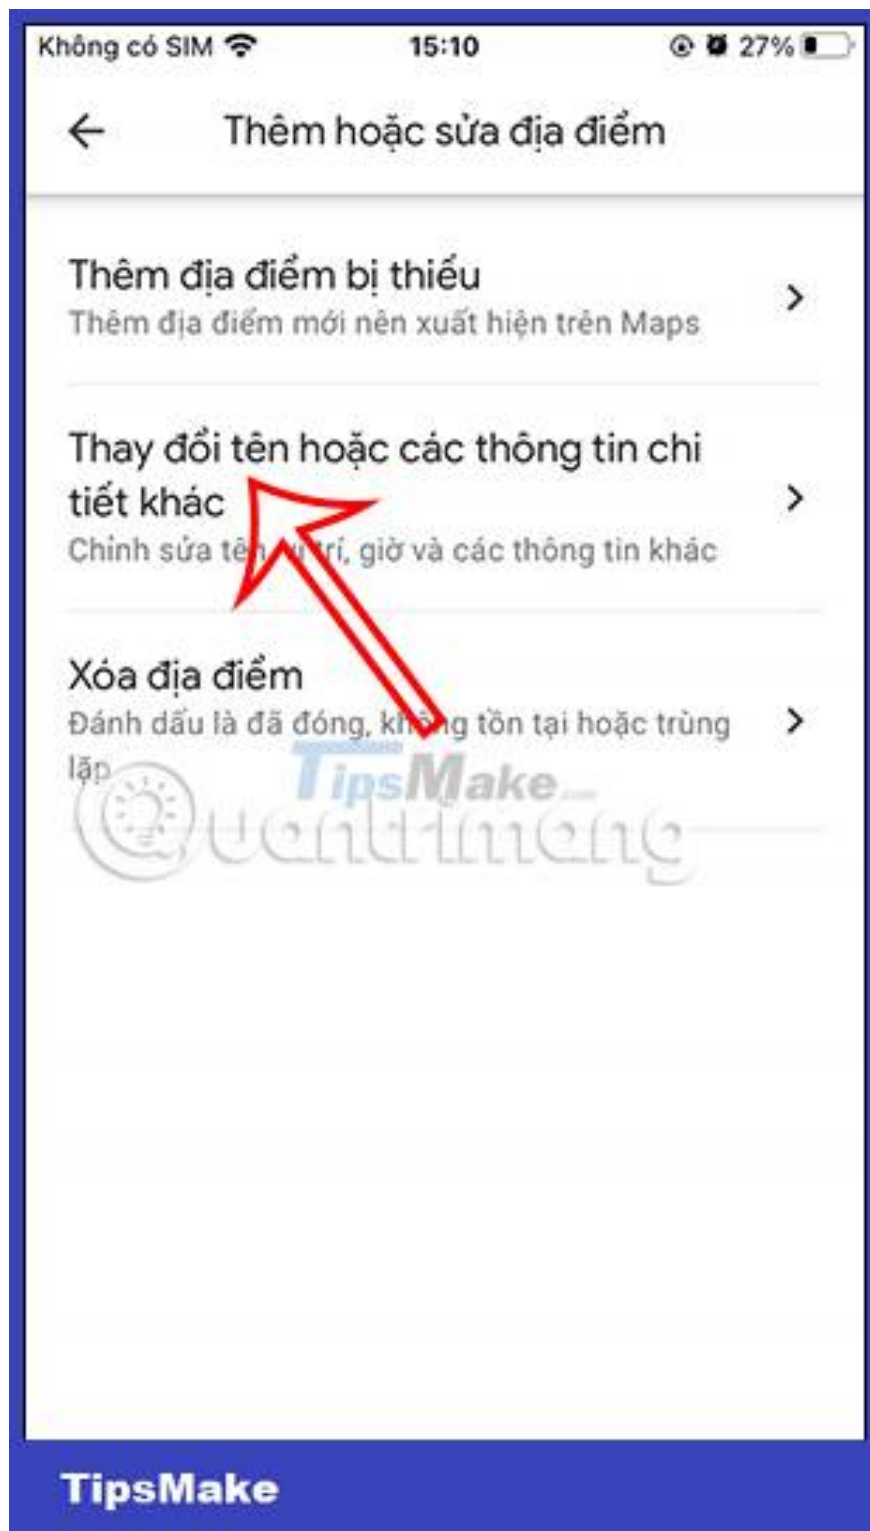 Không có SIM 15:10 27%
Thêm hoặc sửa địa điểm
Thêm địa điểm bị thiếu
Thêm địa điểm mới nên xuất hiện trên Maps
Thay đổi tên hoặc các thông tin chi
tiết khác
Chỉnh sửa tên, vị trí, giờ và các thông tin khác
Xóa địa điểm
Đánh dấu là đã đóng, không tồn tại hoặc trùng
lặp
TipsMake.com
Quantrimang
TipsMake